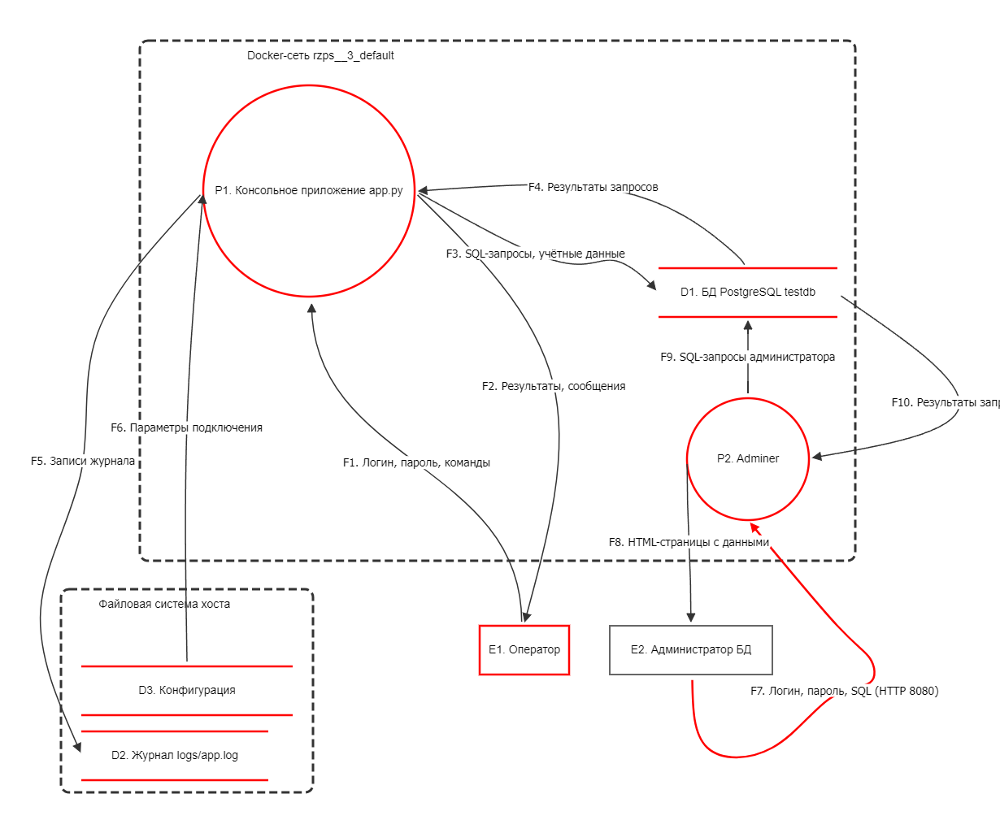 Docker-сеть rzps__3_default
P1. Консольное приложение app.py
F4. Результаты запросов
F3. SQL-запросы, учётные данные
D1. БД PostgreSQL testdb
F9. SQL-запросы администратора
F2. Результаты, сообщения
F10. Результаты
F6. Параметры подключения
F5. Записи журнала
F1. Логин, пароль, команды
P2. Adminer
F8. HTML-страницы с данными
Файловая система хоста
E1. Оператор
E2. Администратор БД
D3. Конфигурация
F7. Логин, пароль, SQL (HTTP 8080)
D2. Журнал logs/app.log